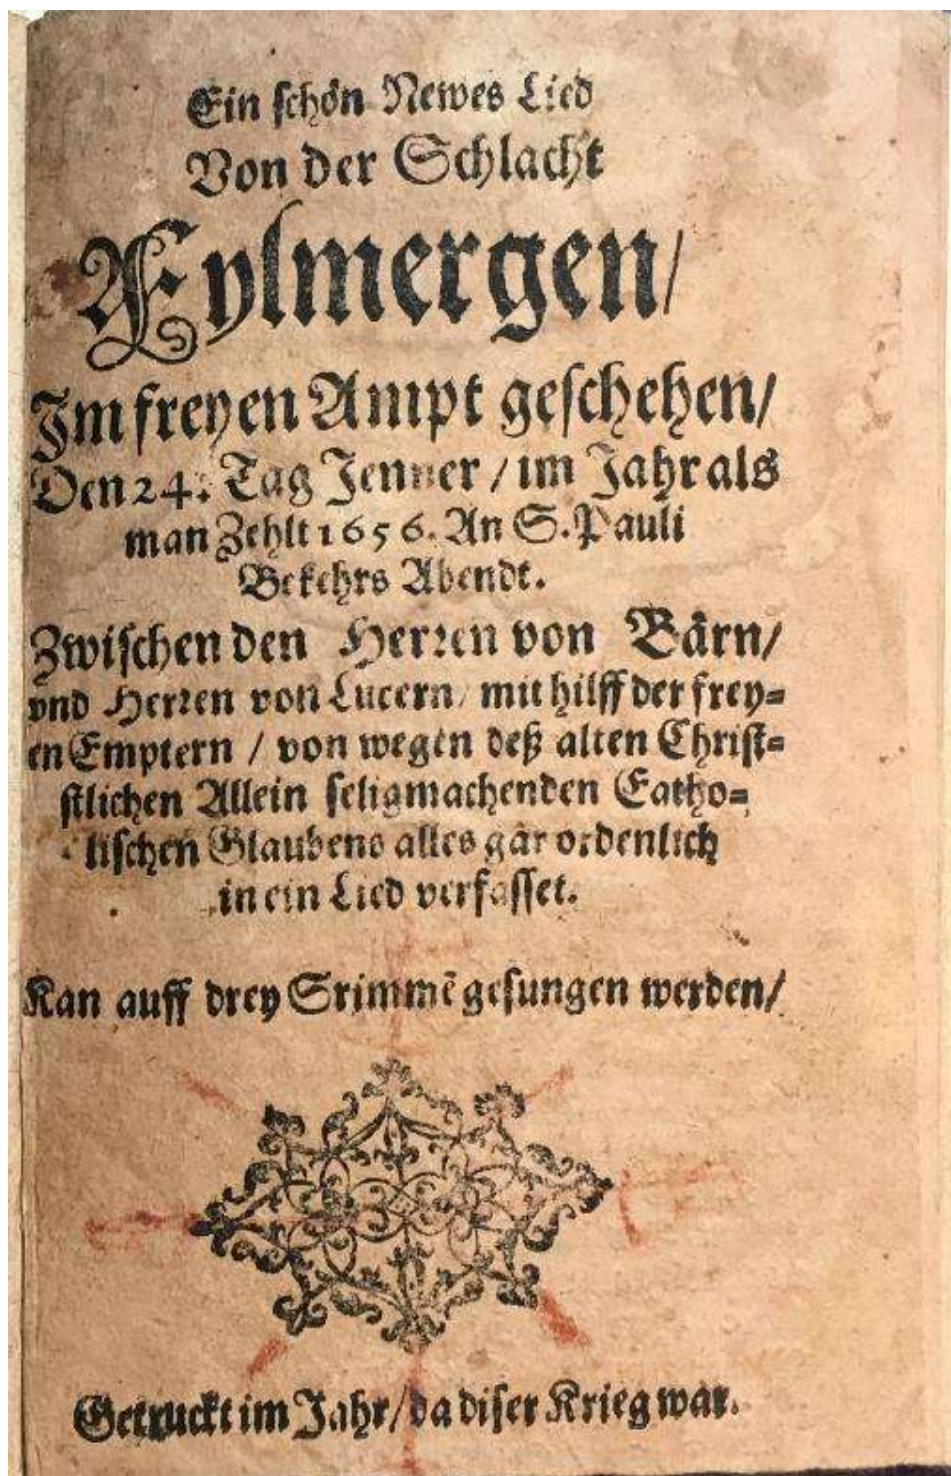 Ein schön Newes Lied
Von der Schlacht
Fylmergen/
Im freyen Ampt geschehen/
Den 24. Tag Jenner / im Jahr als
man Zehlt 1656. An S. Pauli
Bekehrs Abendt.
Zwischen den Herren von Bärn/
vnd Herren von Lucern/ mit hilff der frey-
en Emptern / von wegen deß alten Christ-
stlichen Allein seligmachenden Catho-
lischen Glaubens alles gar ordenlich
in ein Lied verfasset.
Kan auff drey Srimmē gesungen werden/
Getruckt im Jahr/ da diser Krieg war.